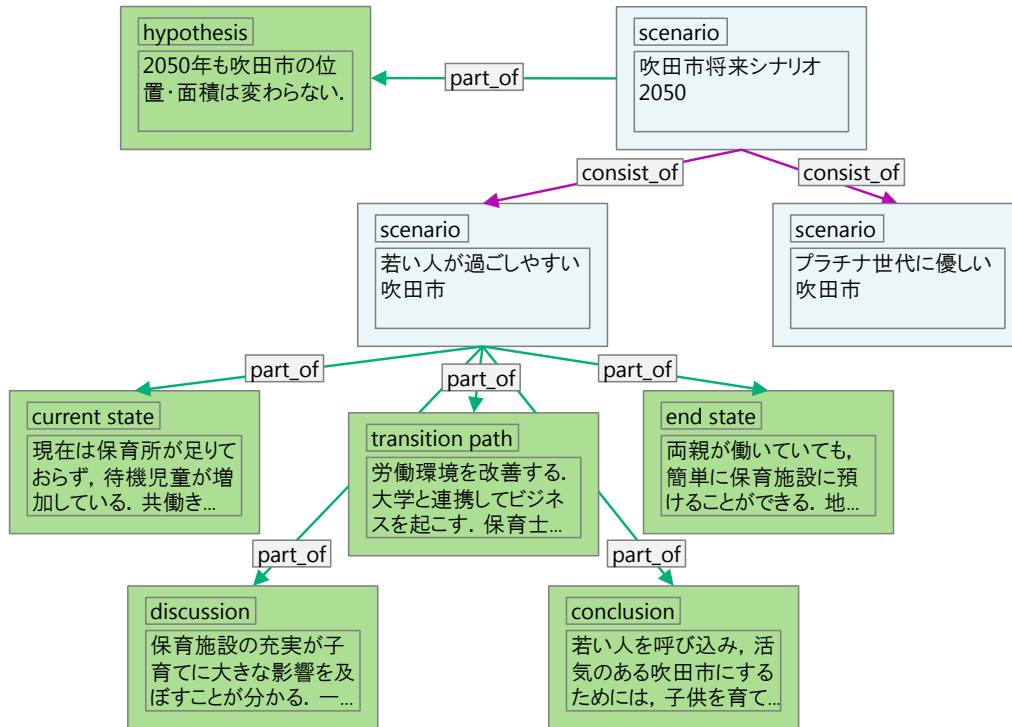 hypothesis
2050年も吹田市の位
置・面積は変わらない.
part_of
scenario
吹田市将来シナリオ
2050
consist_of
consist_of
scenario
若い人が過ごしやすい
吹田市
scenario
プラチナ世代に優しい
吹田市
part_of
part_of
part_of
current state
現在は保育所が足りて
おらず, 待機児童が増
加している. 共働き...
transition path
労働環境を改善する.
大学と連携してビジネ
スを起こす. 保育士...
end state
両親が働いていても,
簡単に保育施設に預
けることができる. 地...
part_of
part_of
discussion
保育施設の充実が子
育てに大きな影響を及
ぼすことが分かる. 一...
conclusion
若い人を呼び込み, 活
気のある吹田市にする
ためには, 子供を育て...